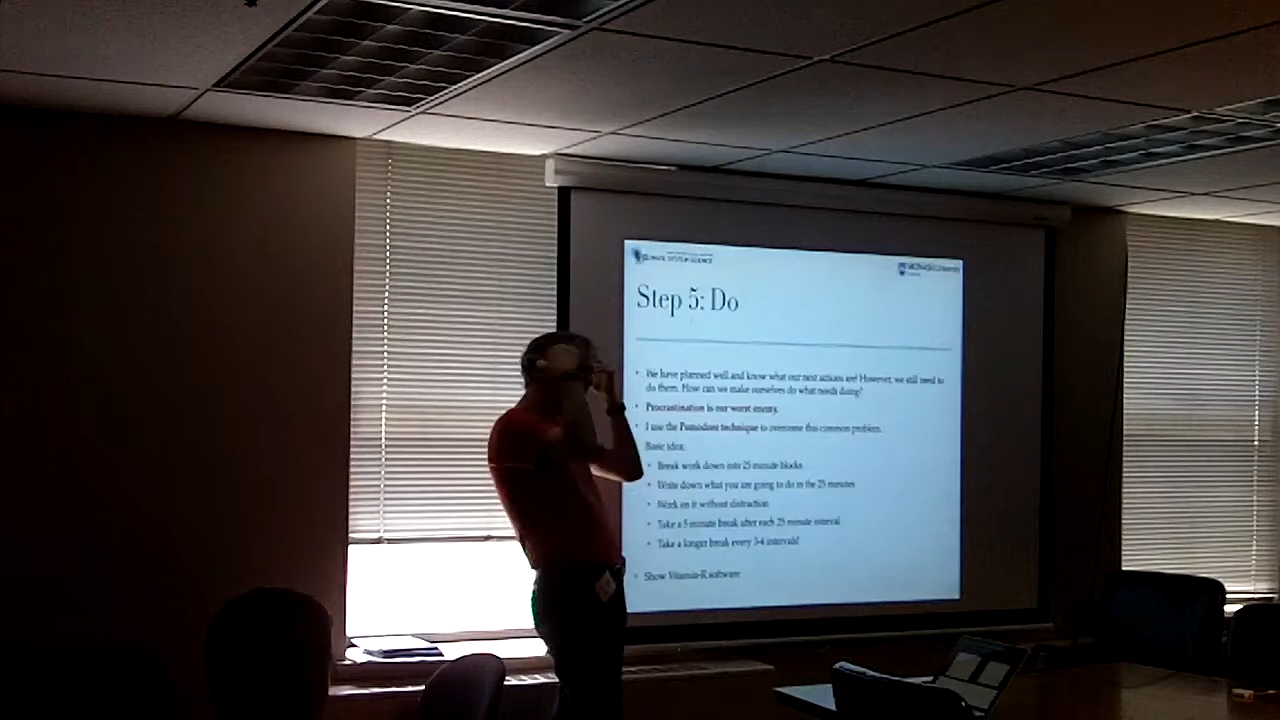 CLIMATE SYSTEM SCIENCE
Step 5: Do
We have planned well and know what our next actions are! However, we still need to
do them. How can we make ourselves do what needs doing?
Procrastination is our worst enemy.
I use the Pomodoro technique to overcome this common problem.
Basic idea:
Break work down into 25 minute blocks
Write down what you are going to do in the 25 minutes
Work on it without distraction
Take a 5 minute break after each 25 minute interval
Take a longer break every 3-4 intervals!
Show Vitamin-R software